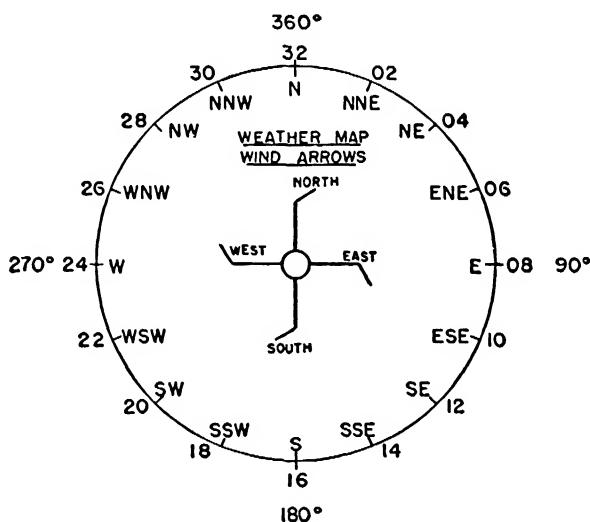 360°
32
30 N 02
NNW NNE
28 NW NE 04
WEATHER MAP
WIND ARROWS
26 WNW NORTH ENE 06
270° 24 W WEST EAST E 08 90°
22 WSW SOUTH ESE 10
20 SW SE 12
18 SSW S SSE 14
16
180°